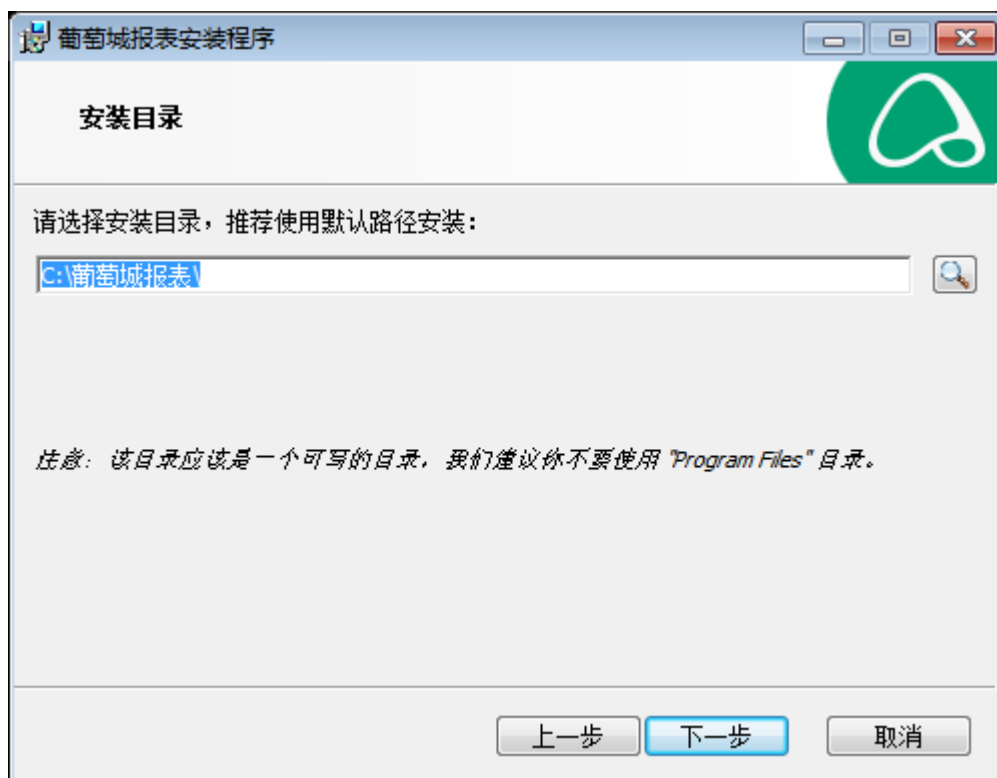 葡萄城报表安装程序
安装目录
请选择安装目录，推荐使用默认路径安装：
C:\葡萄城报表\
注意：该目录应该是一个可写的目录，我们建议你不要使用 "Program Files" 目录。
上一步 下一步 取消